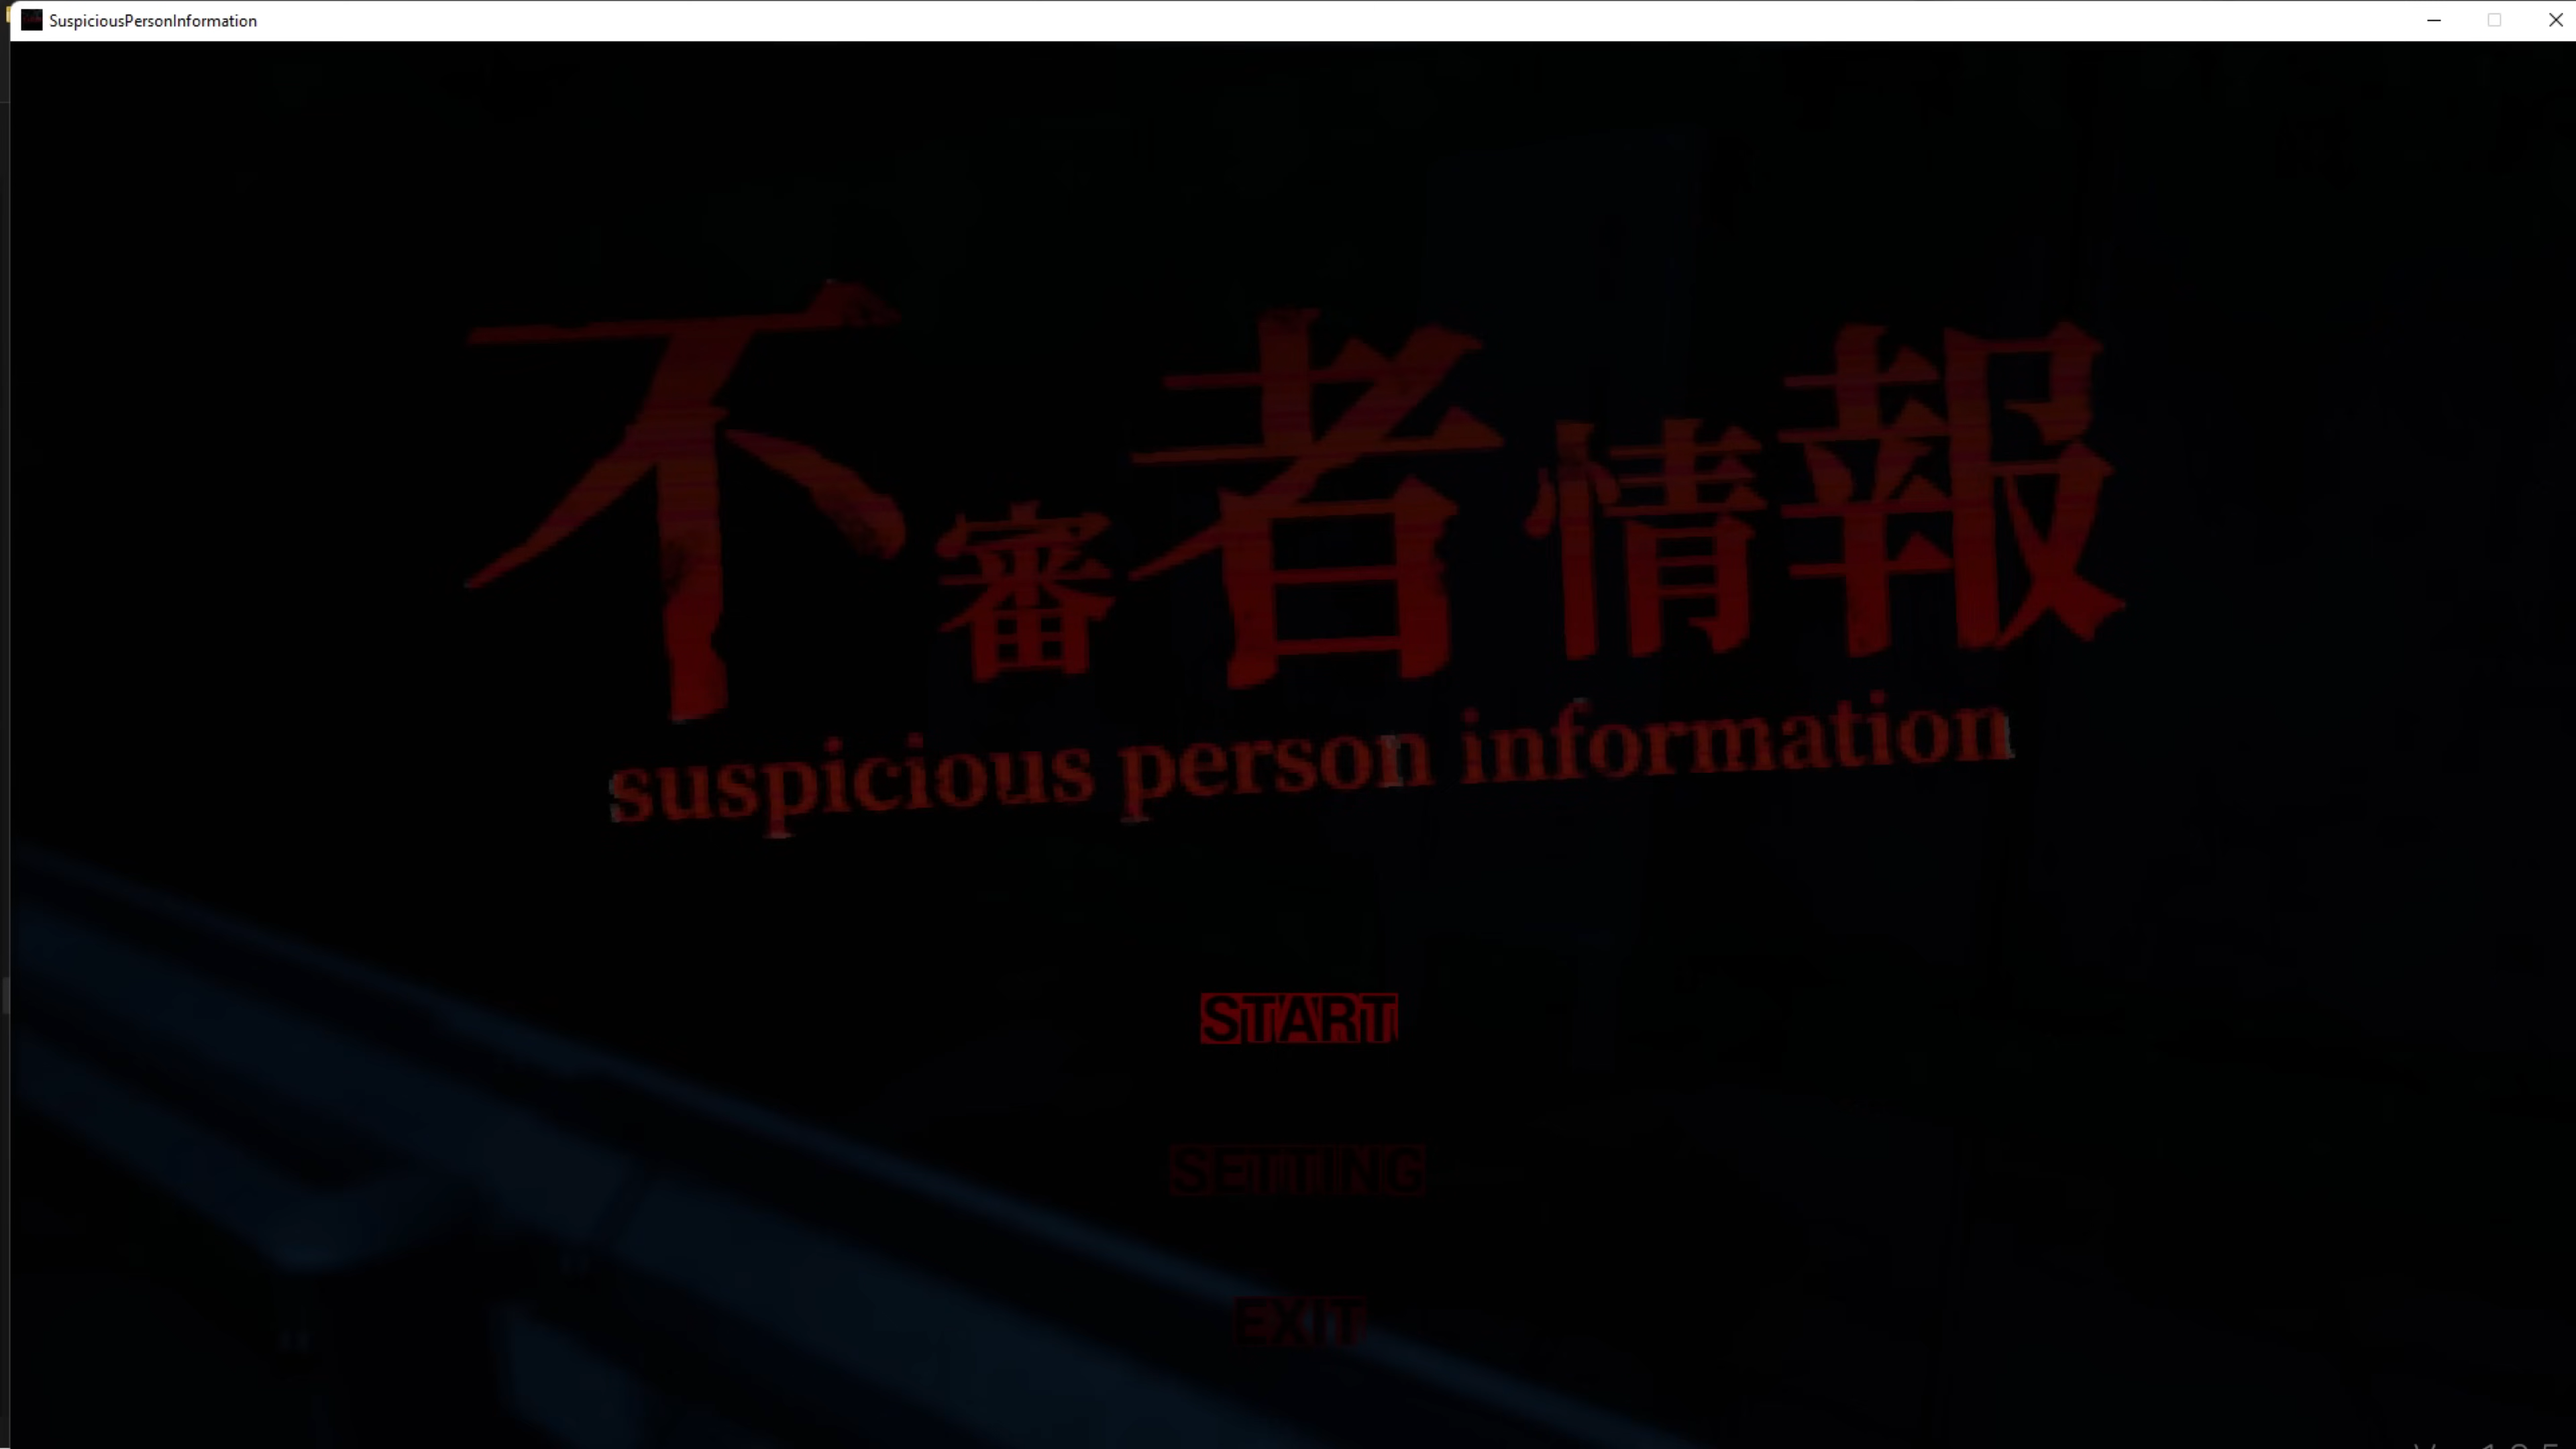 SuspiciousPersonInformation
不審者情報
suspicious person information
START
SETTING
EXIT